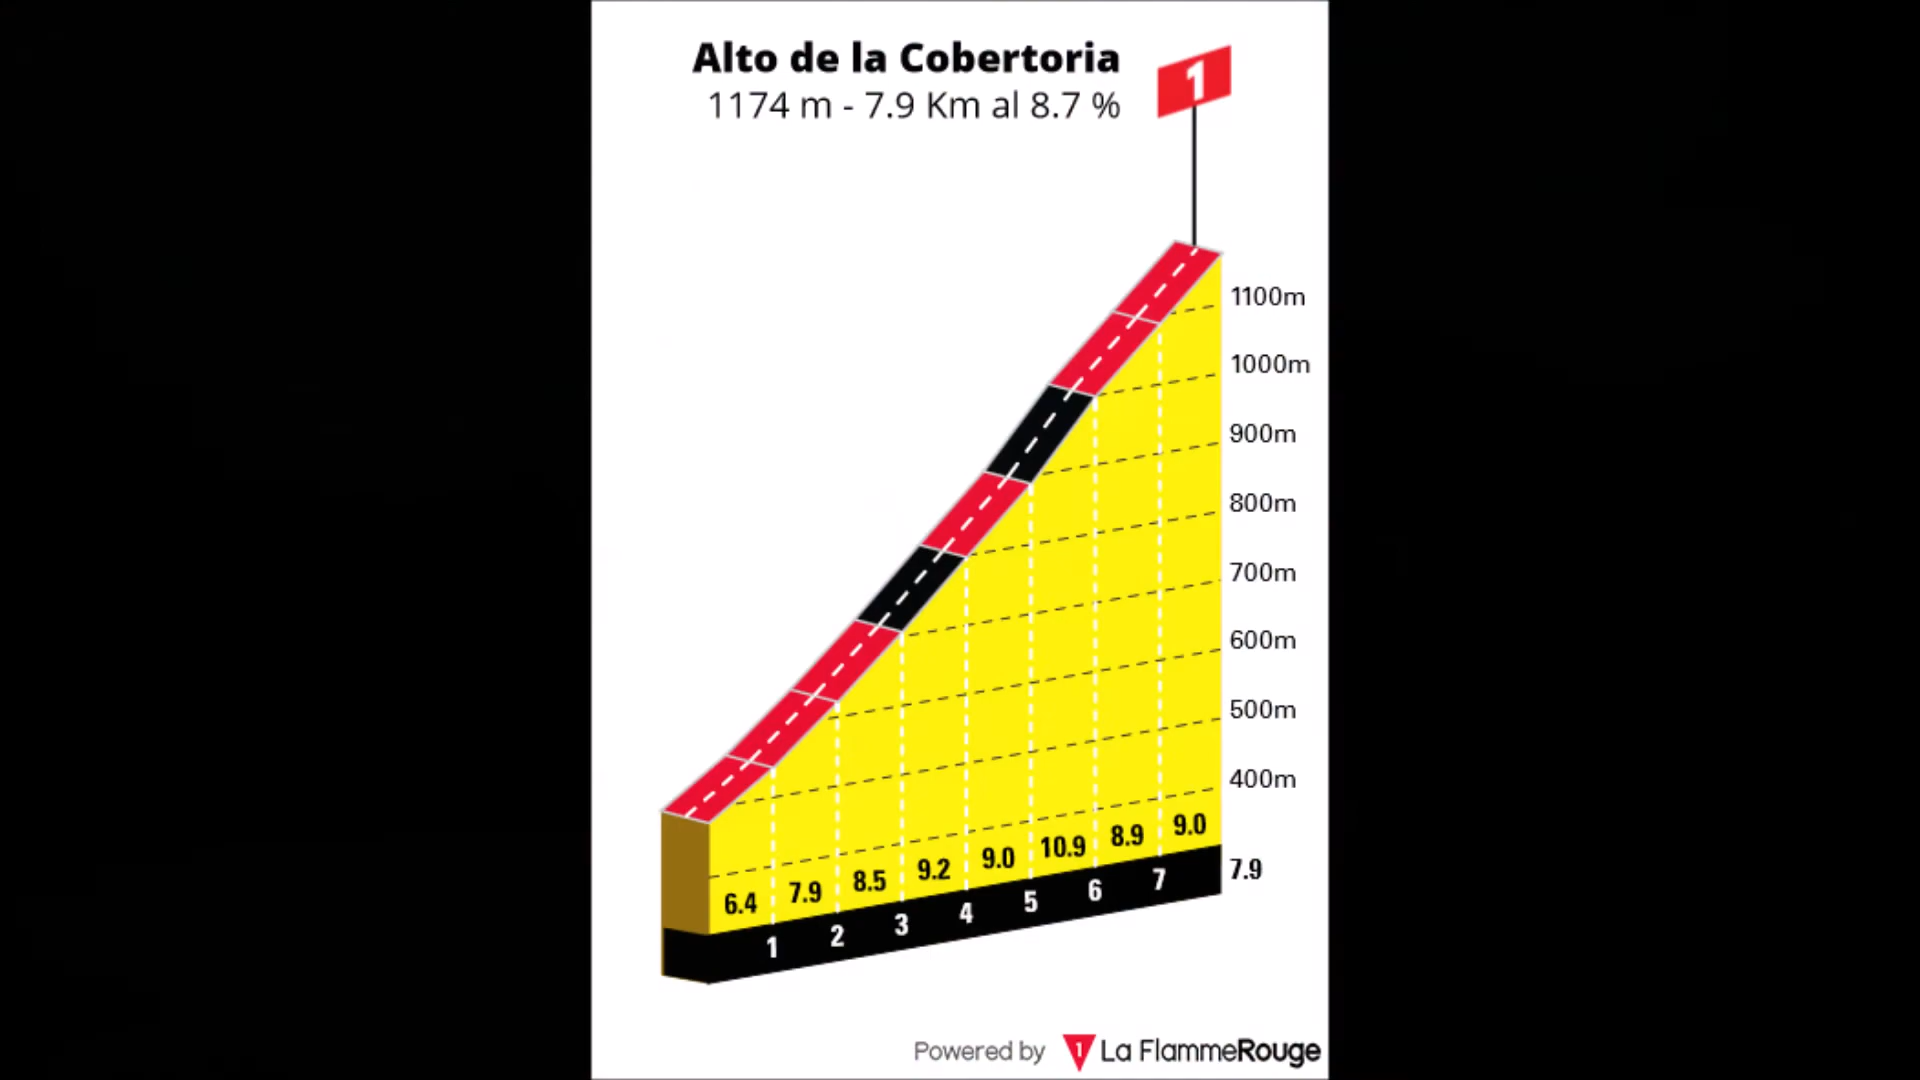 Alto de la Cobertoria
1
1174 m - 7.9 Km al 8.7 %
1100m
1000m
900m
800m
700m
600m
500m
400m
6.4 7.9 8.5 9.2 9.0 10.9 8.9 9.0
1 2 3 4 5 6 7 7.9
Powered by 1 La FlammeRouge